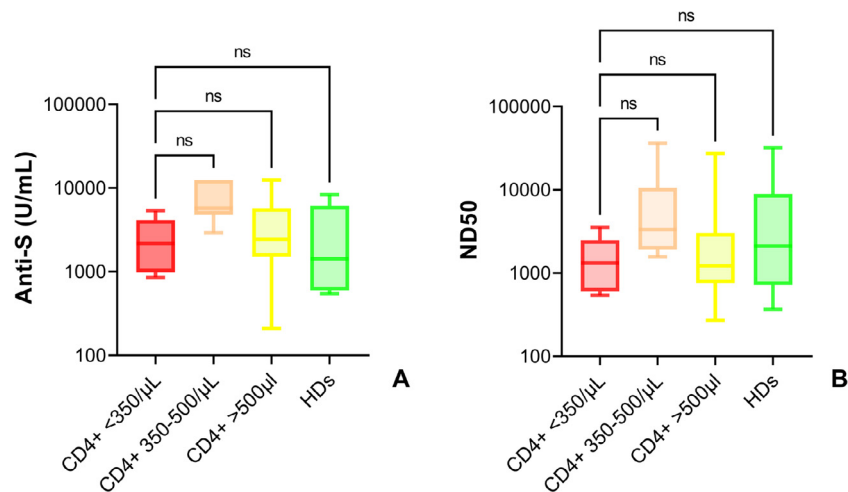 ns
ns
ns
100000
10000
1000
100
Anti-S (U/mL)
CD4+ <350/µL
CD4+ 350-500/µL
CD4+ >500µl
HDs
A
ns
ns
ns
100000
10000
1000
100
ND50
CD4+ <350/µL
CD4+ 350-500/µL
CD4+ >500µl
HDs
B